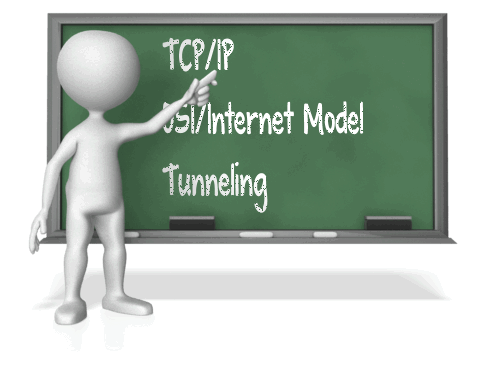 TCP/IP
OSI/Internet Model
Tunneling